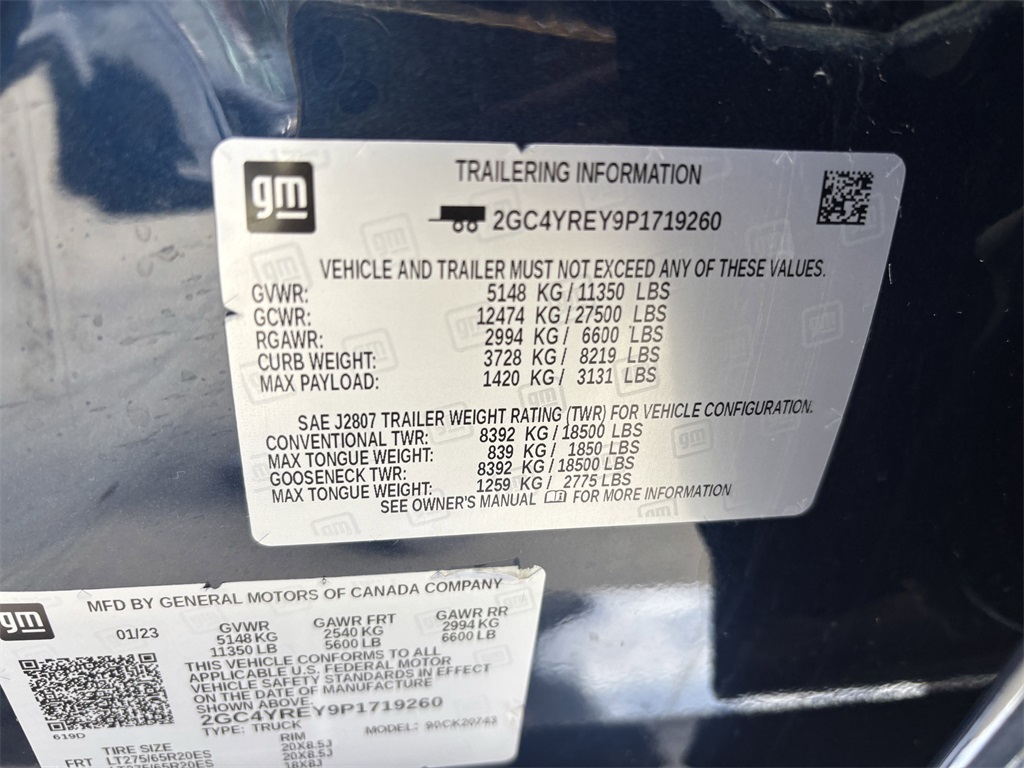 gm
TRAILERING INFORMATION
2GC4YREY9P1719260
VEHICLE AND TRAILER MUST NOT EXCEED ANY OF THESE VALUES.
GVWR: 5148 KG / 11350 LBS
GCWR: 12474 KG / 27500 LBS
RGAWR: 2994 KG / 6600 LBS
CURB WEIGHT: 3728 KG / 8219 LBS
MAX PAYLOAD: 1420 KG / 3131 LBS
SAE J2807 TRAILER WEIGHT RATING (TWR) FOR VEHICLE CONFIGURATION.
CONVENTIONAL TWR: 8392 KG / 18500 LBS
MAX TONGUE WEIGHT: 839 KG / 1850 LBS
GOOSENECK TWR: 8392 KG / 18500 LBS
MAX TONGUE WEIGHT: 1259 KG / 2775 LBS
SEE OWNER'S MANUAL FOR MORE INFORMATION
gm
MFD BY GENERAL MOTORS OF CANADA COMPANY
01/23 GVWR GAWR FRT GAWR RR
5148 KG 2540 KG 2994 KG
11350 LB 5600 LB 6600 LB
THIS VEHICLE CONFORMS TO ALL
APPLICABLE U.S. FEDERAL MOTOR
VEHICLE SAFETY STANDARDS IN EFFECT
ON THE DATE OF MANUFACTURE
SHOWN ABOVE.
2GC4YREY9P1719260
619D TYPE: TRUCK MODEL: 90CK20743
TIRE SIZE RIM
FRT LT275/65R20ES 20X8.5J
LT275/65R20ES 20X8.5J
18X8J